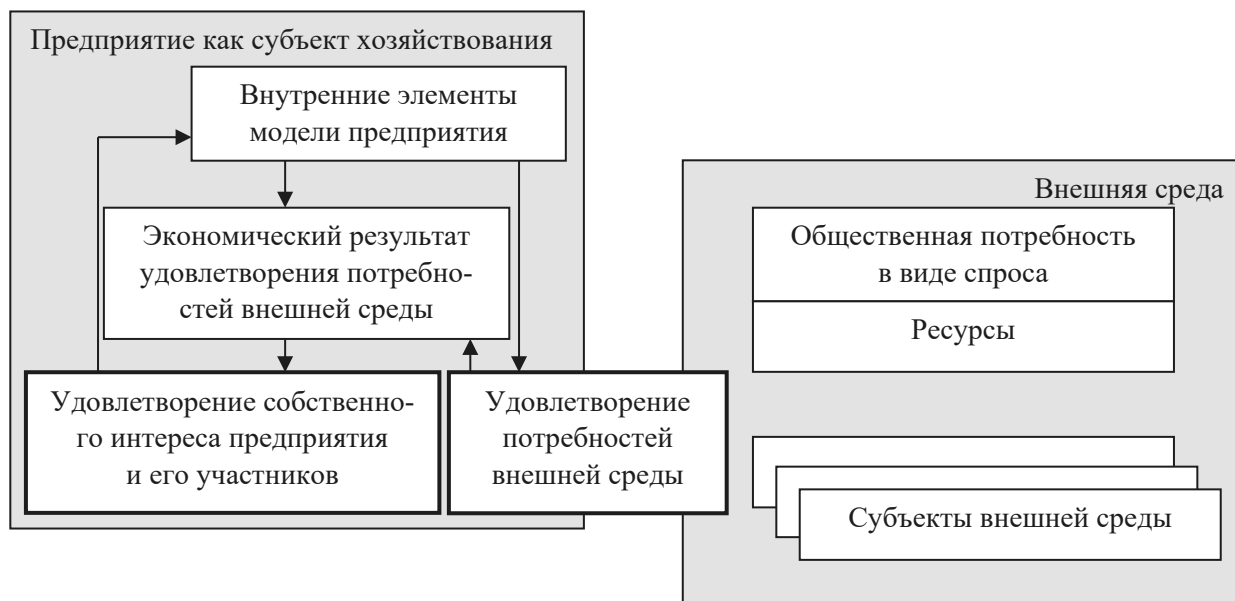 Предприятие как субъект хозяйствования
Внутренние элементы
модели предприятия
Экономический результат
удовлетворения потребно-
стей внешней среды
Удовлетворение собственно-
го интереса предприятия
и его участников
Удовлетворение
потребностей
внешней среды
Внешняя среда
Общественная потребность
в виде спроса
Ресурсы
Субъекты внешней среды